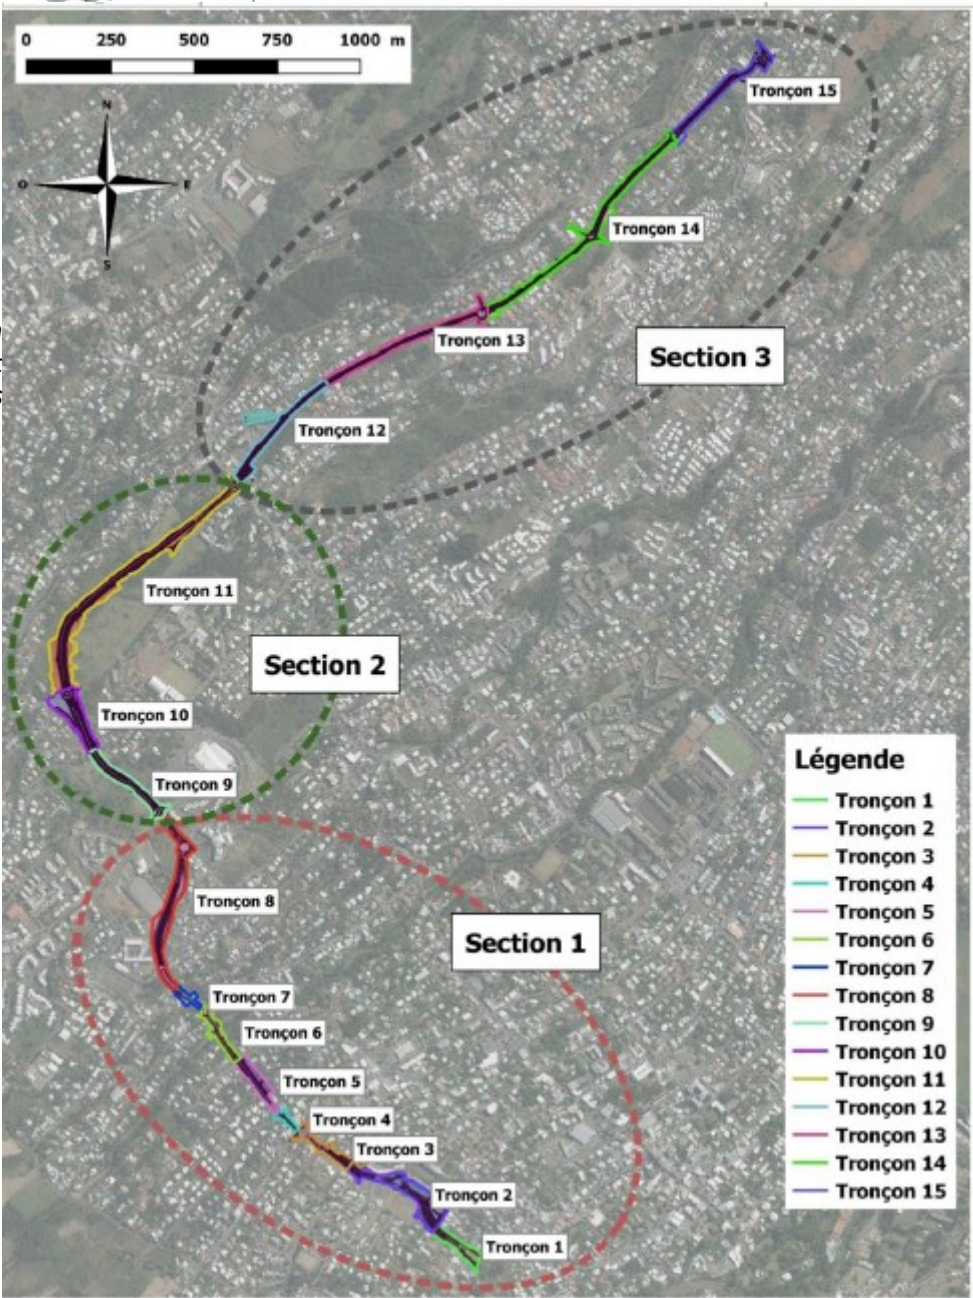 0 250 500 750 1000 m
N
O E
S
Tronçon 15
Tronçon 14
Tronçon 13
Section 3
Tronçon 12
Tronçon 11
Section 2
Tronçon 10
Tronçon 9
Tronçon 8
Section 1
Tronçon 7
Tronçon 6
Tronçon 5
Tronçon 4
Tronçon 3
Tronçon 2
Tronçon 1
Légende
Tronçon 1
Tronçon 2
Tronçon 3
Tronçon 4
Tronçon 5
Tronçon 6
Tronçon 7
Tronçon 8
Tronçon 9
Tronçon 10
Tronçon 11
Tronçon 12
Tronçon 13
Tronçon 14
Tronçon 15